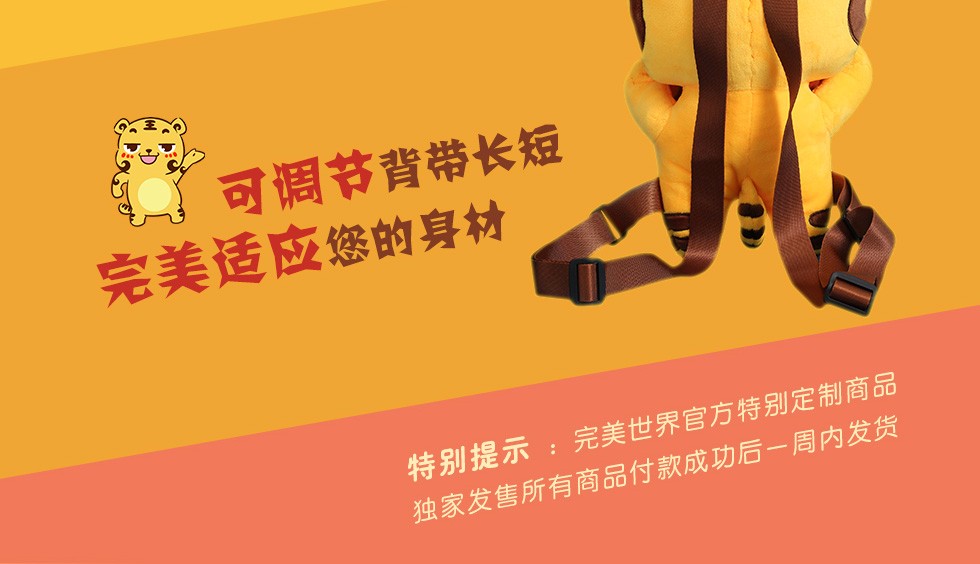 可调节背带长短
完美适应您的身材
特别提示 : 完美世界官方特别定制商品
独家发售所有商品付款成功后一周内发货